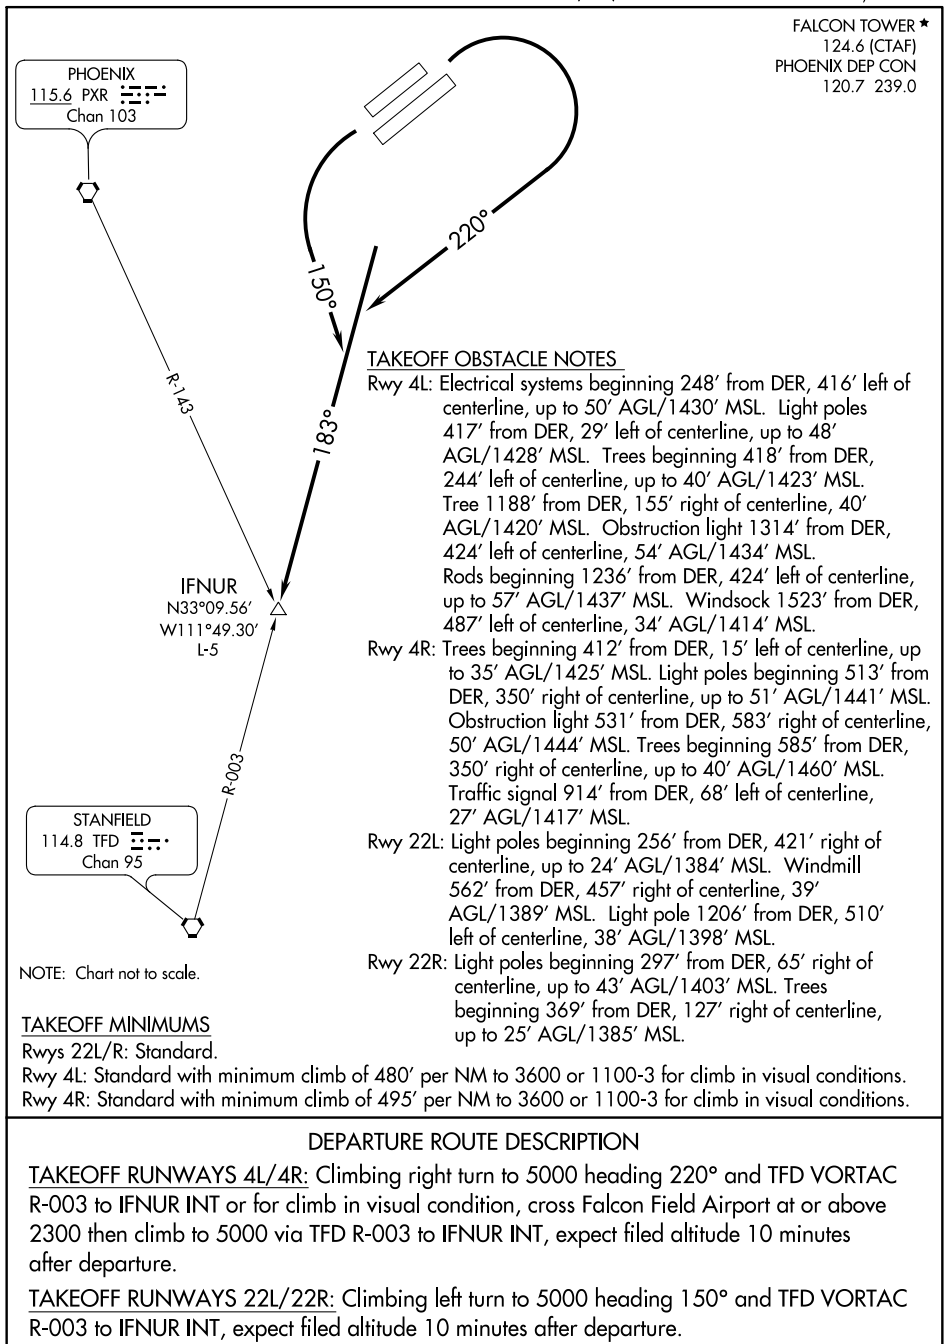 FALCON TOWER ★
124.6 (CTAF)
PHOENIX DEP CON
120.7 239.0
PHOENIX
115.6 PXR
Chan 103
220°
150°
183°
R-143
IFNUR
N33°09.56′
W111°49.30′
L-5
R-003
STANFIELD
114.8 TFD
Chan 95
NOTE: Chart not to scale.
TAKEOFF OBSTACLE NOTES
Rwy 4L: Electrical systems beginning 248′ from DER, 416′ left of
centerline, up to 50′ AGL/1430′ MSL. Light poles
417′ from DER, 29′ left of centerline, up to 48′
AGL/1428′ MSL. Trees beginning 418′ from DER,
244′ left of centerline, up to 40′ AGL/1423′ MSL.
Tree 1188′ from DER, 155′ right of centerline, 40′
AGL/1420′ MSL. Obstruction light 1314′ from DER,
424′ left of centerline, 54′ AGL/1434′ MSL.
Rods beginning 1236′ from DER, 424′ left of centerline,
up to 57′ AGL/1437′ MSL. Windsock 1523′ from DER,
487′ left of centerline, 34′ AGL/1414′ MSL.
Rwy 4R: Trees beginning 412′ from DER, 15′ left of centerline, up
to 35′ AGL/1425′ MSL. Light poles beginning 513′ from
DER, 350′ right of centerline, up to 51′ AGL/1441′ MSL.
Obstruction light 531′ from DER, 583′ right of centerline,
50′ AGL/1444′ MSL. Trees beginning 585′ from DER,
350′ right of centerline, up to 40′ AGL/1460′ MSL.
Traffic signal 914′ from DER, 68′ left of centerline,
27′ AGL/1417′ MSL.
Rwy 22L: Light poles beginning 256′ from DER, 421′ right of
centerline, up to 24′ AGL/1384′ MSL. Windmill
562′ from DER, 457′ right of centerline, 39′
AGL/1389′ MSL. Light pole 1206′ from DER, 510′
left of centerline, 38′ AGL/1398′ MSL.
Rwy 22R: Light poles beginning 297′ from DER, 65′ right of
centerline, up to 43′ AGL/1403′ MSL. Trees
beginning 369′ from DER, 127′ right of centerline,
up to 25′ AGL/1385′ MSL.
TAKEOFF MINIMUMS
Rwys 22L/R: Standard.
Rwy 4L: Standard with minimum climb of 480′ per NM to 3600 or 1100-3 for climb in visual conditions.
Rwy 4R: Standard with minimum climb of 495′ per NM to 3600 or 1100-3 for climb in visual conditions.
DEPARTURE ROUTE DESCRIPTION
TAKEOFF RUNWAYS 4L/4R: Climbing right turn to 5000 heading 220° and TFD VORTAC
R-003 to IFNUR INT or for climb in visual condition, cross Falcon Field Airport at or above
2300 then climb to 5000 via TFD R-003 to IFNUR INT, expect filed altitude 10 minutes
after departure.
TAKEOFF RUNWAYS 22L/22R: Climbing left turn to 5000 heading 150° and TFD VORTAC
R-003 to IFNUR INT, expect filed altitude 10 minutes after departure.